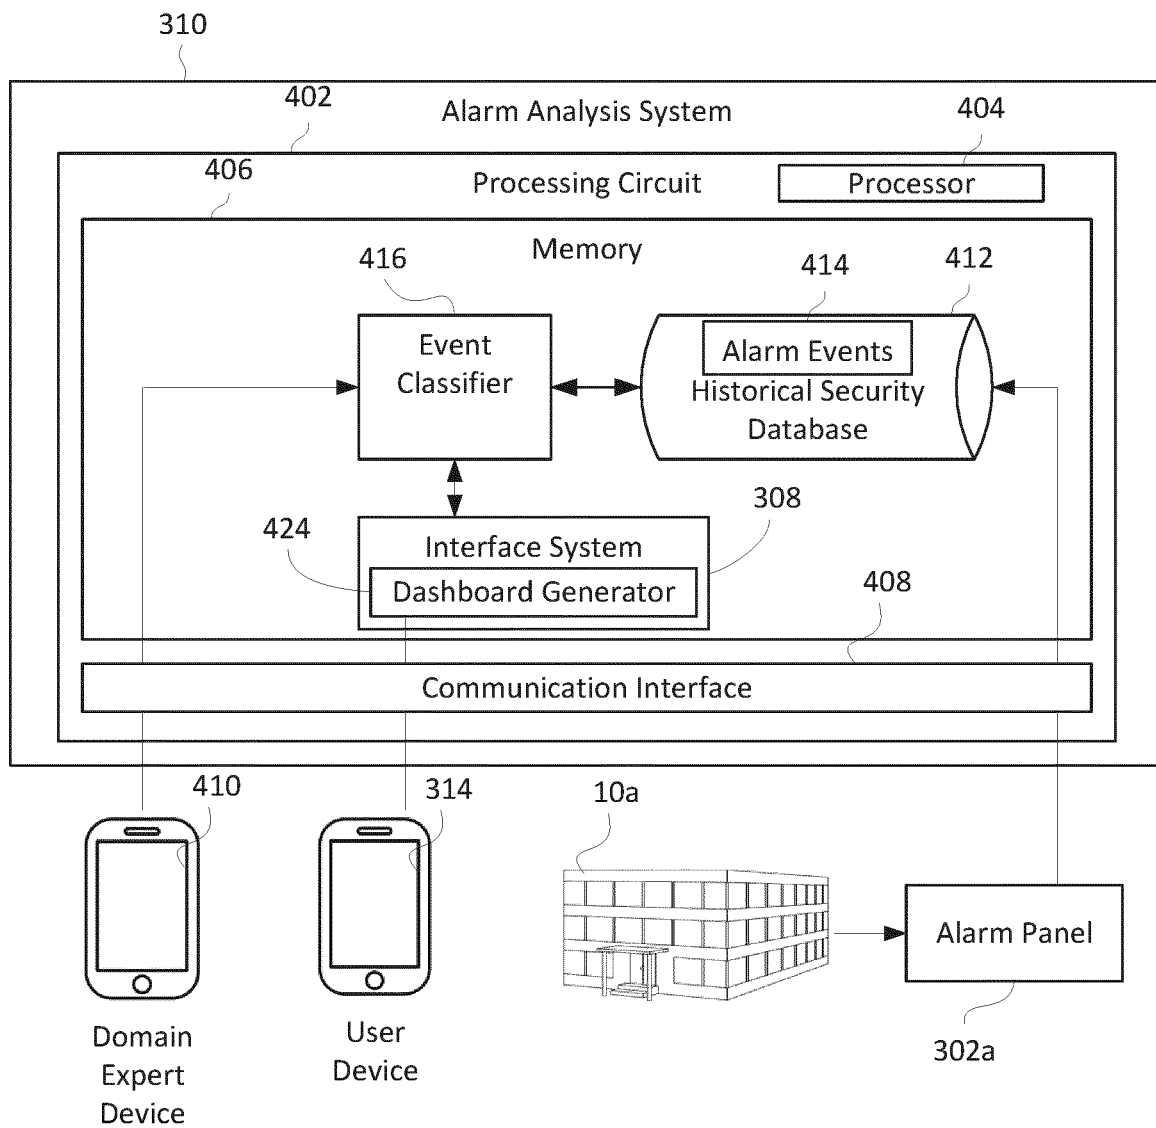 310
402
Alarm Analysis System
404
406
Processing Circuit
Processor
Memory
416
414
412
Event
Classifier
Alarm Events
Historical Security
Database
424
308
Interface System
Dashboard Generator
408
Communication Interface
410
314
10a
Alarm Panel
302a
Domain
Expert
Device
User
Device